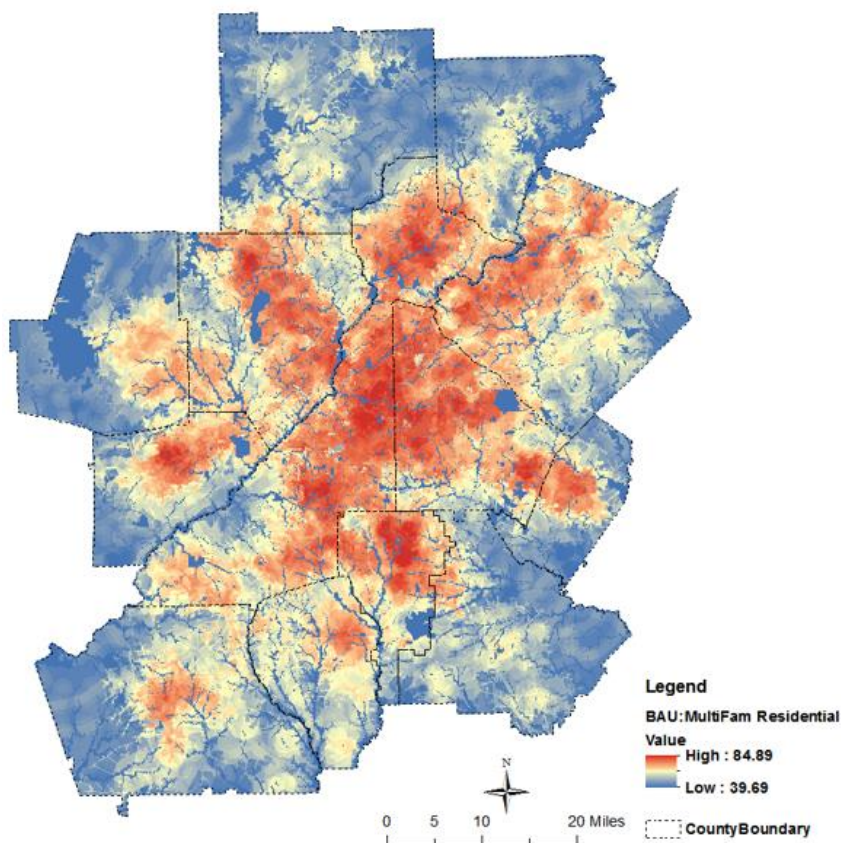 Legend
BAU:MultiFam Residential
Value
High : 84.89
Low : 39.69
N
CountyBoundary
0 5 10 20 Miles